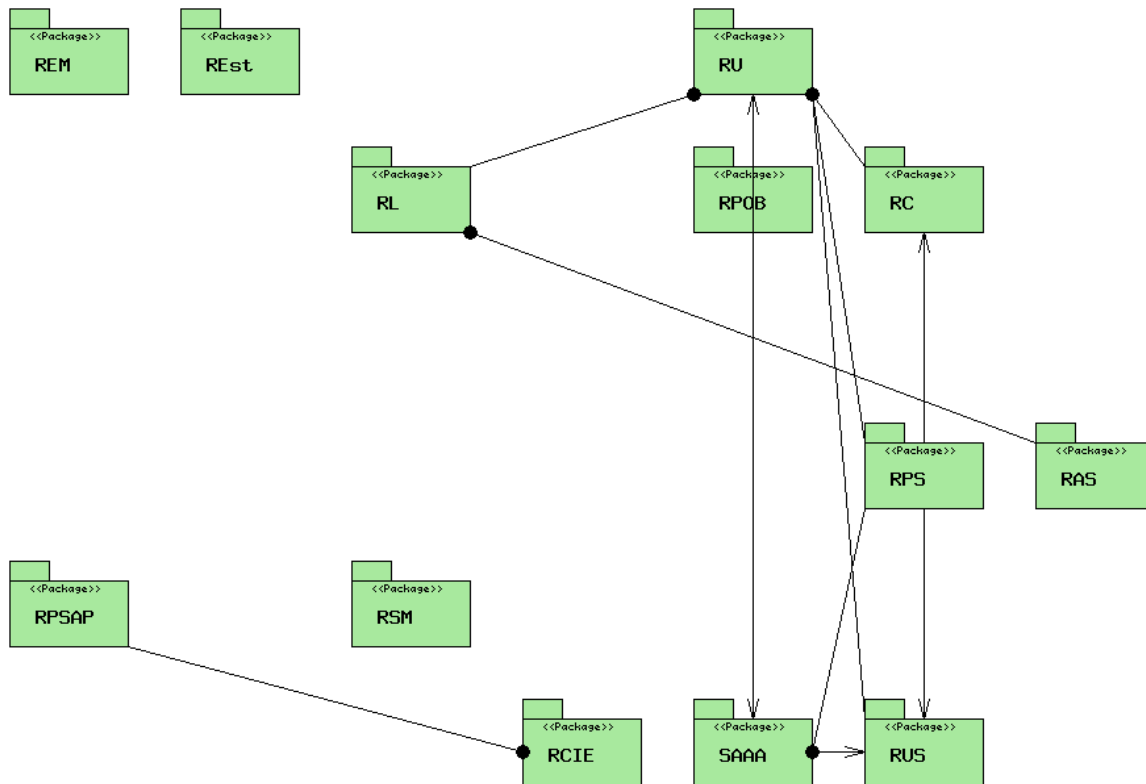 <<Package>>
REM
<<Package>>
REst
<<Package>>
RU
<<Package>>
RL
<<Package>>
RPOB
<<Package>>
RC
<<Package>>
RPS
<<Package>>
RAS
<<Package>>
RPSAP
<<Package>>
RSM
<<Package>>
RCIE
<<Package>>
SAAA
<<Package>>
RUS